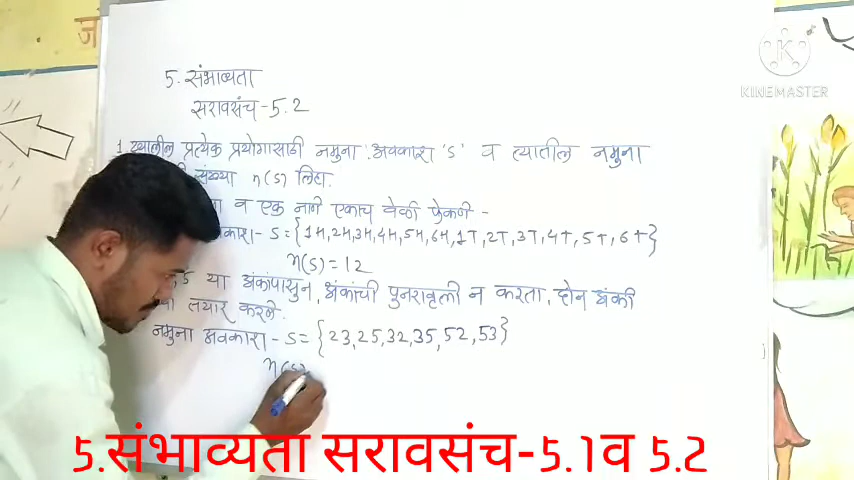 ज
KINEMASTER
5. संभाव्यता
सरावसंच - 5.2
1. खालील प्रत्येक प्रयोगासाठी नमुना अवकाश 'S' व त्यातील नमुना
संख्या n(S) लिहा.
व एक नाणे एकाच वेळी फेकणे -
S = {1H, 2H, 3H, 4H, 5H, 6H, 1T, 2T, 3T, 4T, 5T, 6T}
n(S) = 12
5 या अंकांपासुन, अंकांची पुनरावृत्ती न करता, दोन अंकी
तयार करणे.
नमुना अवकाश - S = {23, 25, 32, 35, 52, 53}
n(S)
5.संभाव्यता सरावसंच-5.1व 5.2